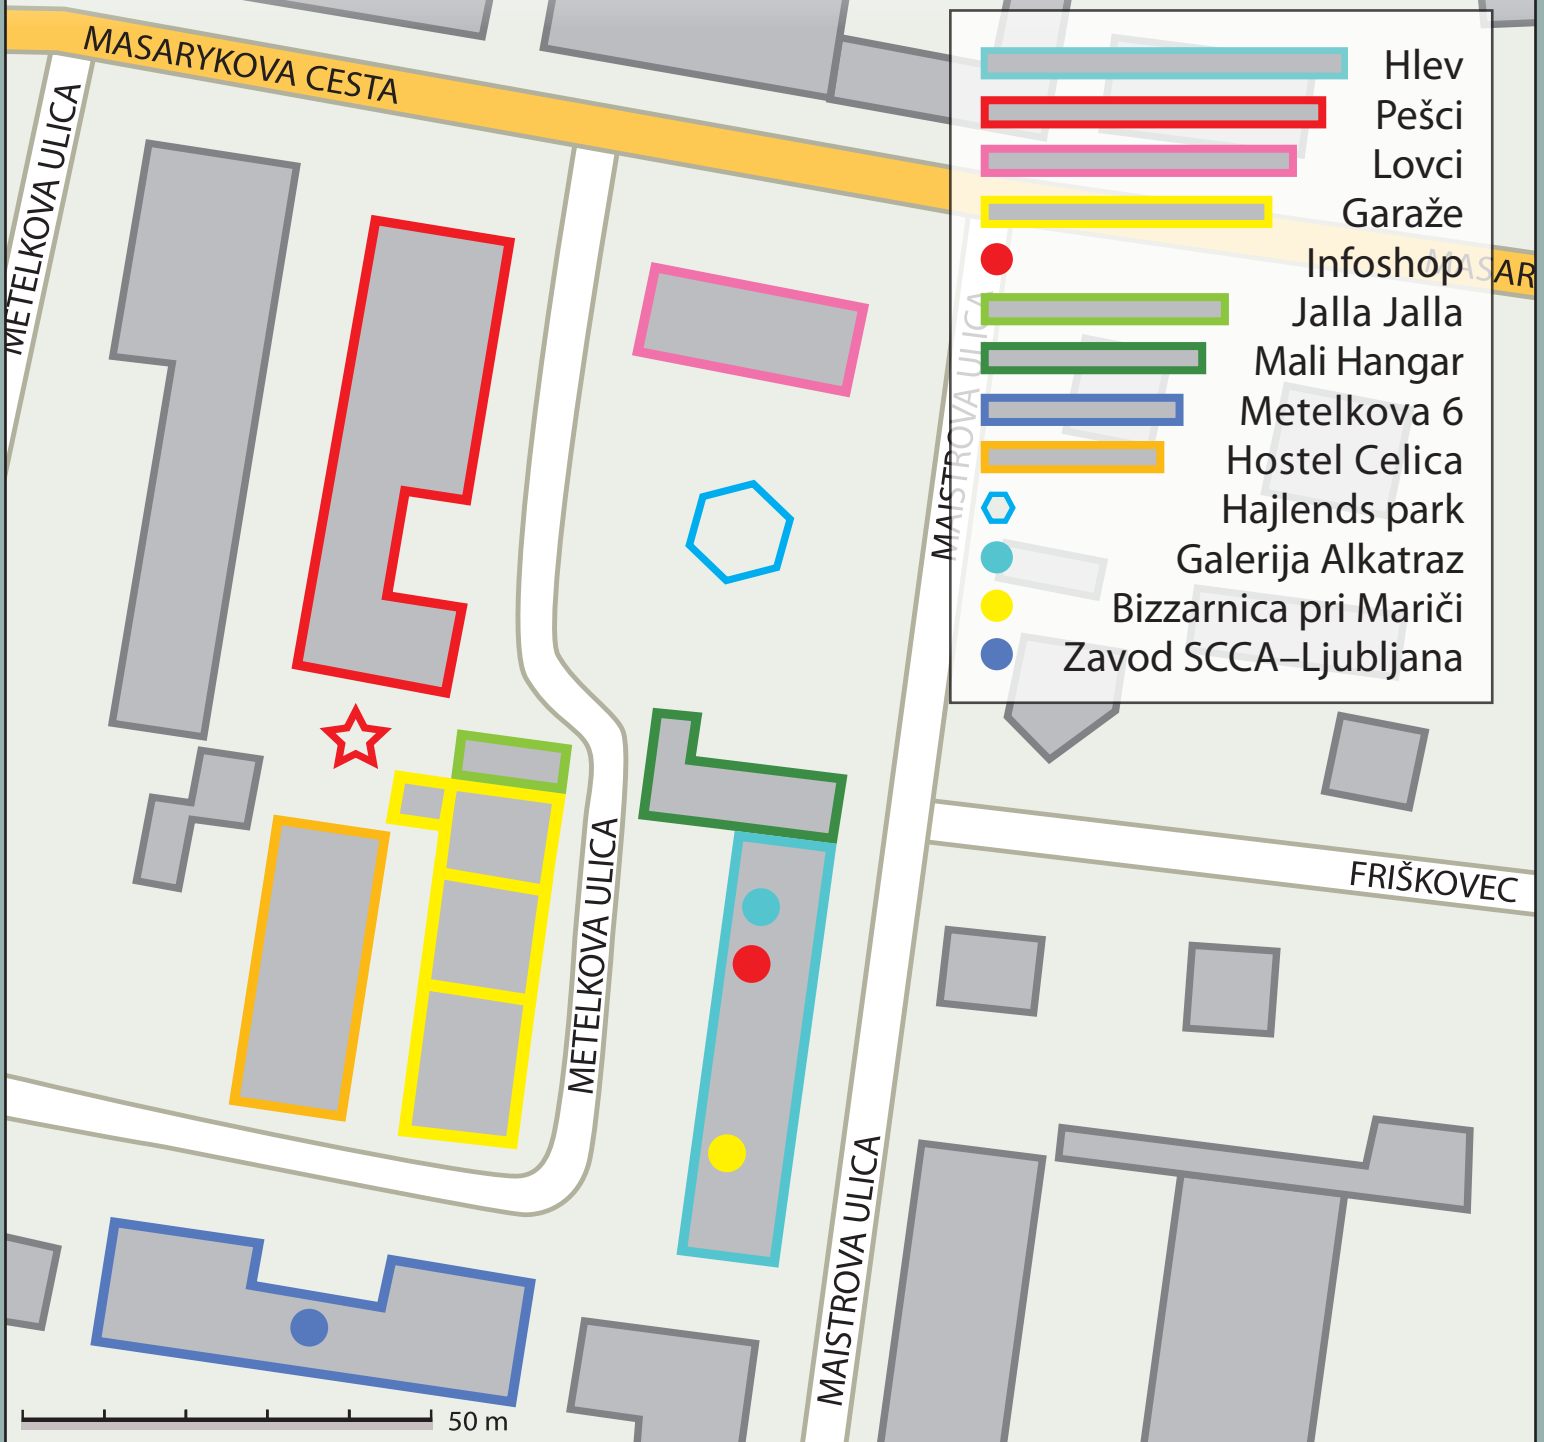 MASARYKOVA CESTA
METELKOVA ULICA
Hlev
Pešci
Lovci
Garaže
Infoshop
Jalla Jalla
Mali Hangar
Metelkova 6
Hostel Celica
Hajlends park
Galerija Alkatraz
Bizzarnica pri Mariči
Zavod SCCA–Ljubljana
MASAR
MAISTROVA ULICA
METELKOVA ULICA
FRIŠKOVEC
MAISTROVA ULICA
50 m